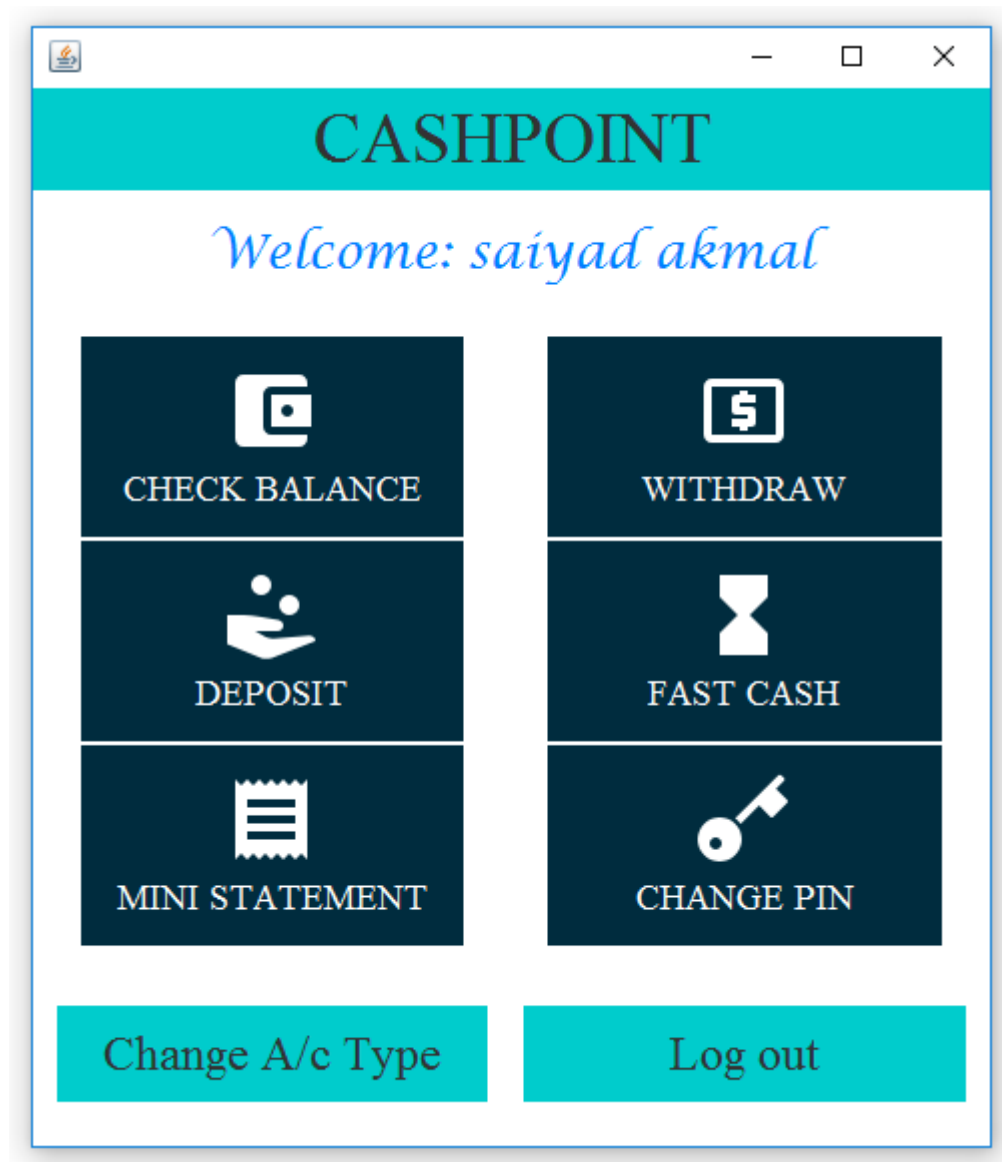 CASHPOINT
Welcome: saiyad akmal
CHECK BALANCE
WITHDRAW
DEPOSIT
FAST CASH
MINI STATEMENT
CHANGE PIN
Change A/c Type
Log out